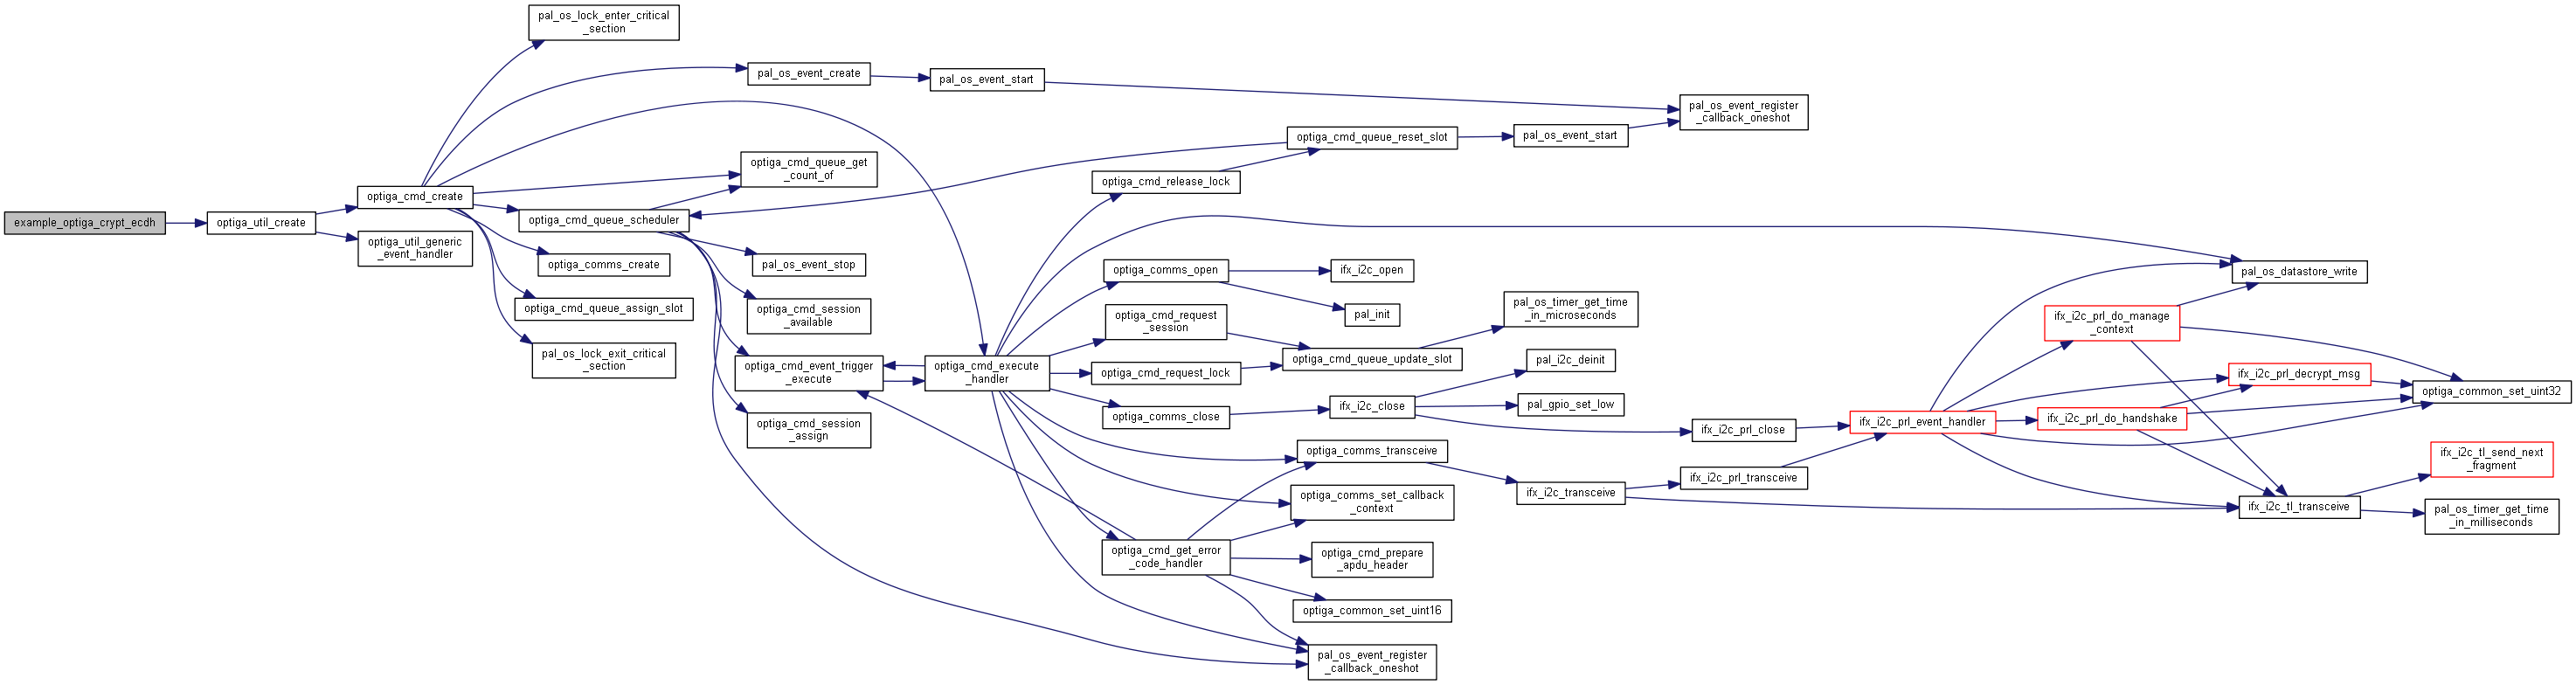 example_optiga_crypt_ecdh
optiga_util_create
optiga_cmd_create
optiga_util_generic
_event_handler
pal_os_lock_enter_critical
_section
pal_os_event_create
optiga_cmd_queue_get
_count_of
optiga_cmd_queue_scheduler
optiga_comms_create
optiga_cmd_queue_assign_slot
pal_os_lock_exit_critical
_section
pal_os_event_stop
optiga_cmd_session
_available
optiga_cmd_event_trigger
_execute
optiga_cmd_session
_assign
pal_os_event_start
optiga_cmd_execute
_handler
optiga_cmd_release_lock
optiga_comms_open
optiga_cmd_request
_session
optiga_cmd_request_lock
optiga_comms_close
optiga_cmd_get_error
_code_handler
optiga_cmd_queue_reset_slot
ifx_i2c_open
pal_init
optiga_cmd_queue_update_slot
ifx_i2c_close
optiga_comms_transceive
optiga_comms_set_callback
_context
optiga_cmd_prepare
_apdu_header
optiga_common_set_uint16
pal_os_event_register
_callback_oneshot
pal_os_event_start
pal_os_timer_get_time
_in_microseconds
pal_i2c_deinit
pal_gpio_set_low
ifx_i2c_transceive
pal_os_event_register
_callback_oneshot
ifx_i2c_prl_close
ifx_i2c_prl_transceive
ifx_i2c_prl_event_handler
ifx_i2c_prl_do_manage
_context
ifx_i2c_prl_do_handshake
pal_os_datastore_write
ifx_i2c_prl_decrypt_msg
ifx_i2c_tl_transceive
optiga_common_set_uint32
ifx_i2c_tl_send_next
_fragment
pal_os_timer_get_time
_in_milliseconds